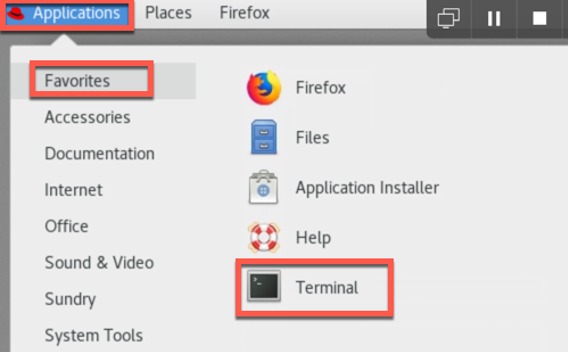 Applications Places Firefox
Favorites
Accessories
Documentation
Internet
Office
Sound & Video
Sundry
System Tools
Firefox
Files
Application Installer
Help
Terminal